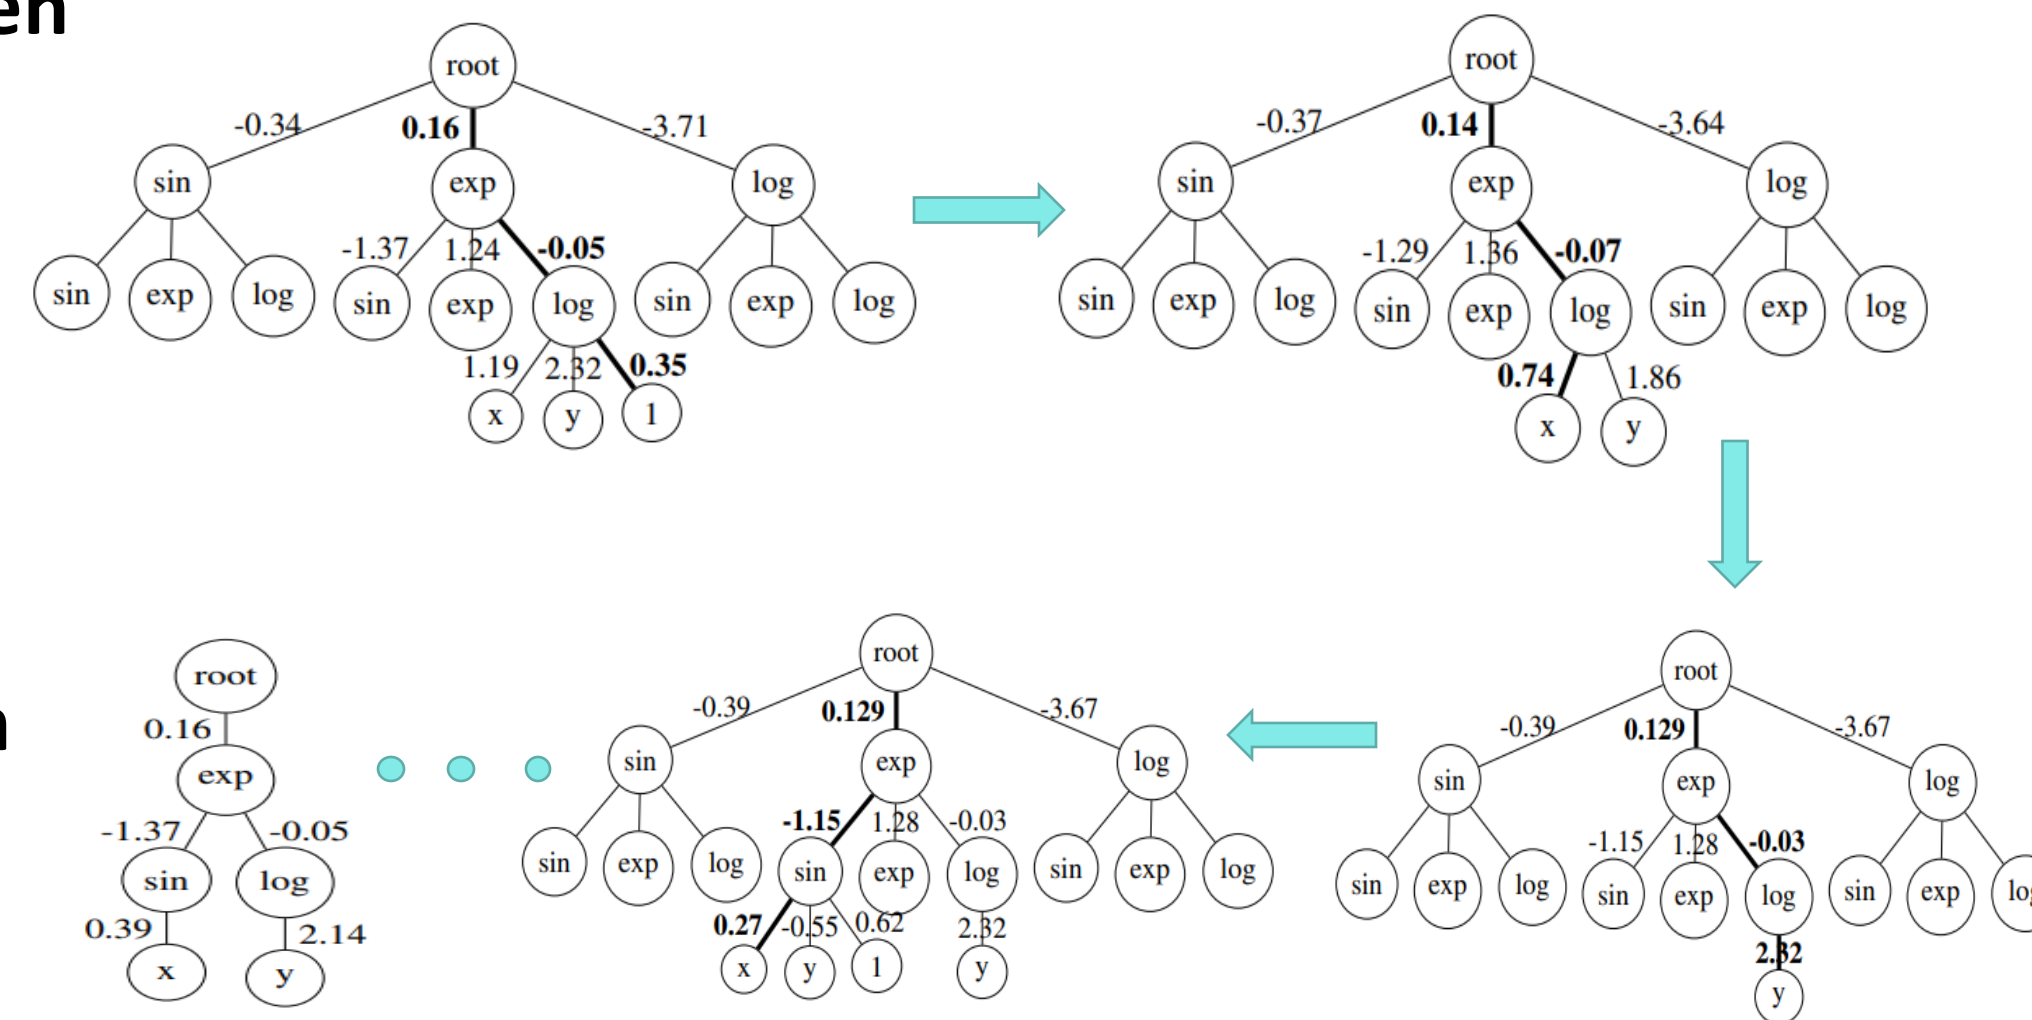 en
root
-0.34 0.16 -3.71
sin exp log
-1.37 1.24 -0.05
sin exp log sin exp log sin exp log
1.19 2.32 0.35
x y 1
root
-0.37 0.14 -3.64
sin exp log
-1.29 1.36 -0.07
sin exp log sin exp log sin exp log
0.74 1.86
x y
root
0.16
exp
-1.37 -0.05
sin log
0.39 2.14
x y
root
-0.39 0.129 -3.67
sin exp log
-1.15 1.28 -0.03
sin exp log sin exp log sin exp log
0.27 -0.55 0.62 2.32
x y 1 y
root
-0.39 0.129 -3.67
sin exp log
-1.15 1.28 -0.03
sin exp log sin exp log sin exp log
2.32
y